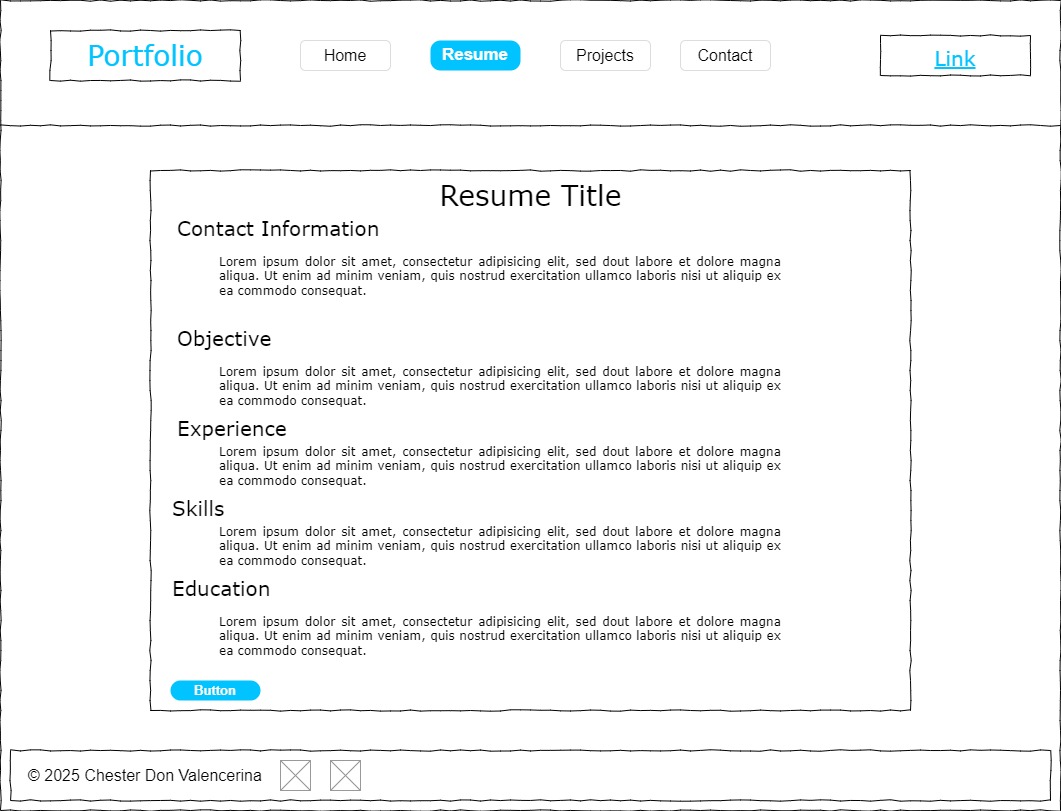 Portfolio
Home
Resume
Projects
Contact
Link
Resume Title
Contact Information
Lorem ipsum dolor sit amet, consectetur adipisicing elit, sed dout labore et dolore magna
aliqua. Ut enim ad minim veniam, quis nostrud exercitation ullamco laboris nisi ut aliquip ex
ea commodo consequat.
Objective
Lorem ipsum dolor sit amet, consectetur adipisicing elit, sed dout labore et dolore magna
aliqua. Ut enim ad minim veniam, quis nostrud exercitation ullamco laboris nisi ut aliquip ex
ea commodo consequat.
Experience
Lorem ipsum dolor sit amet, consectetur adipisicing elit, sed dout labore et dolore magna
aliqua. Ut enim ad minim veniam, quis nostrud exercitation ullamco laboris nisi ut aliquip ex
ea commodo consequat.
Skills
Lorem ipsum dolor sit amet, consectetur adipisicing elit, sed dout labore et dolore magna
aliqua. Ut enim ad minim veniam, quis nostrud exercitation ullamco laboris nisi ut aliquip ex
ea commodo consequat.
Education
Lorem ipsum dolor sit amet, consectetur adipisicing elit, sed dout labore et dolore magna
aliqua. Ut enim ad minim veniam, quis nostrud exercitation ullamco laboris nisi ut aliquip ex
ea commodo consequat.
Button
© 2025 Chester Don Valencerina